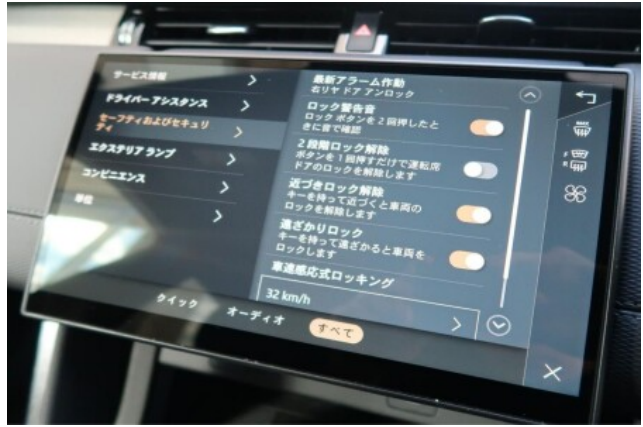 サービス情報
ドライバー アシスタンス
セーフティ およびセキュリ
ティ
エクステリア ランプ
コンビニエンス
単位
最新アラーム作動
右リヤ ドア アンロック
ロック警告音
ロック ボタンを 2 回押したと
きに音で確認
2 段階ロック解除
ボタンを 1 回押すだけで運転席
ドアのロックを解除します
近づきロック解除
キーを持って近づくと車両の
ロックを解除します
遠ざかりロック
キーを持って遠ざかると車両を
ロックします
車速感応式ロッキング
32 km/h
クイック
オーディオ
すべて
F
R